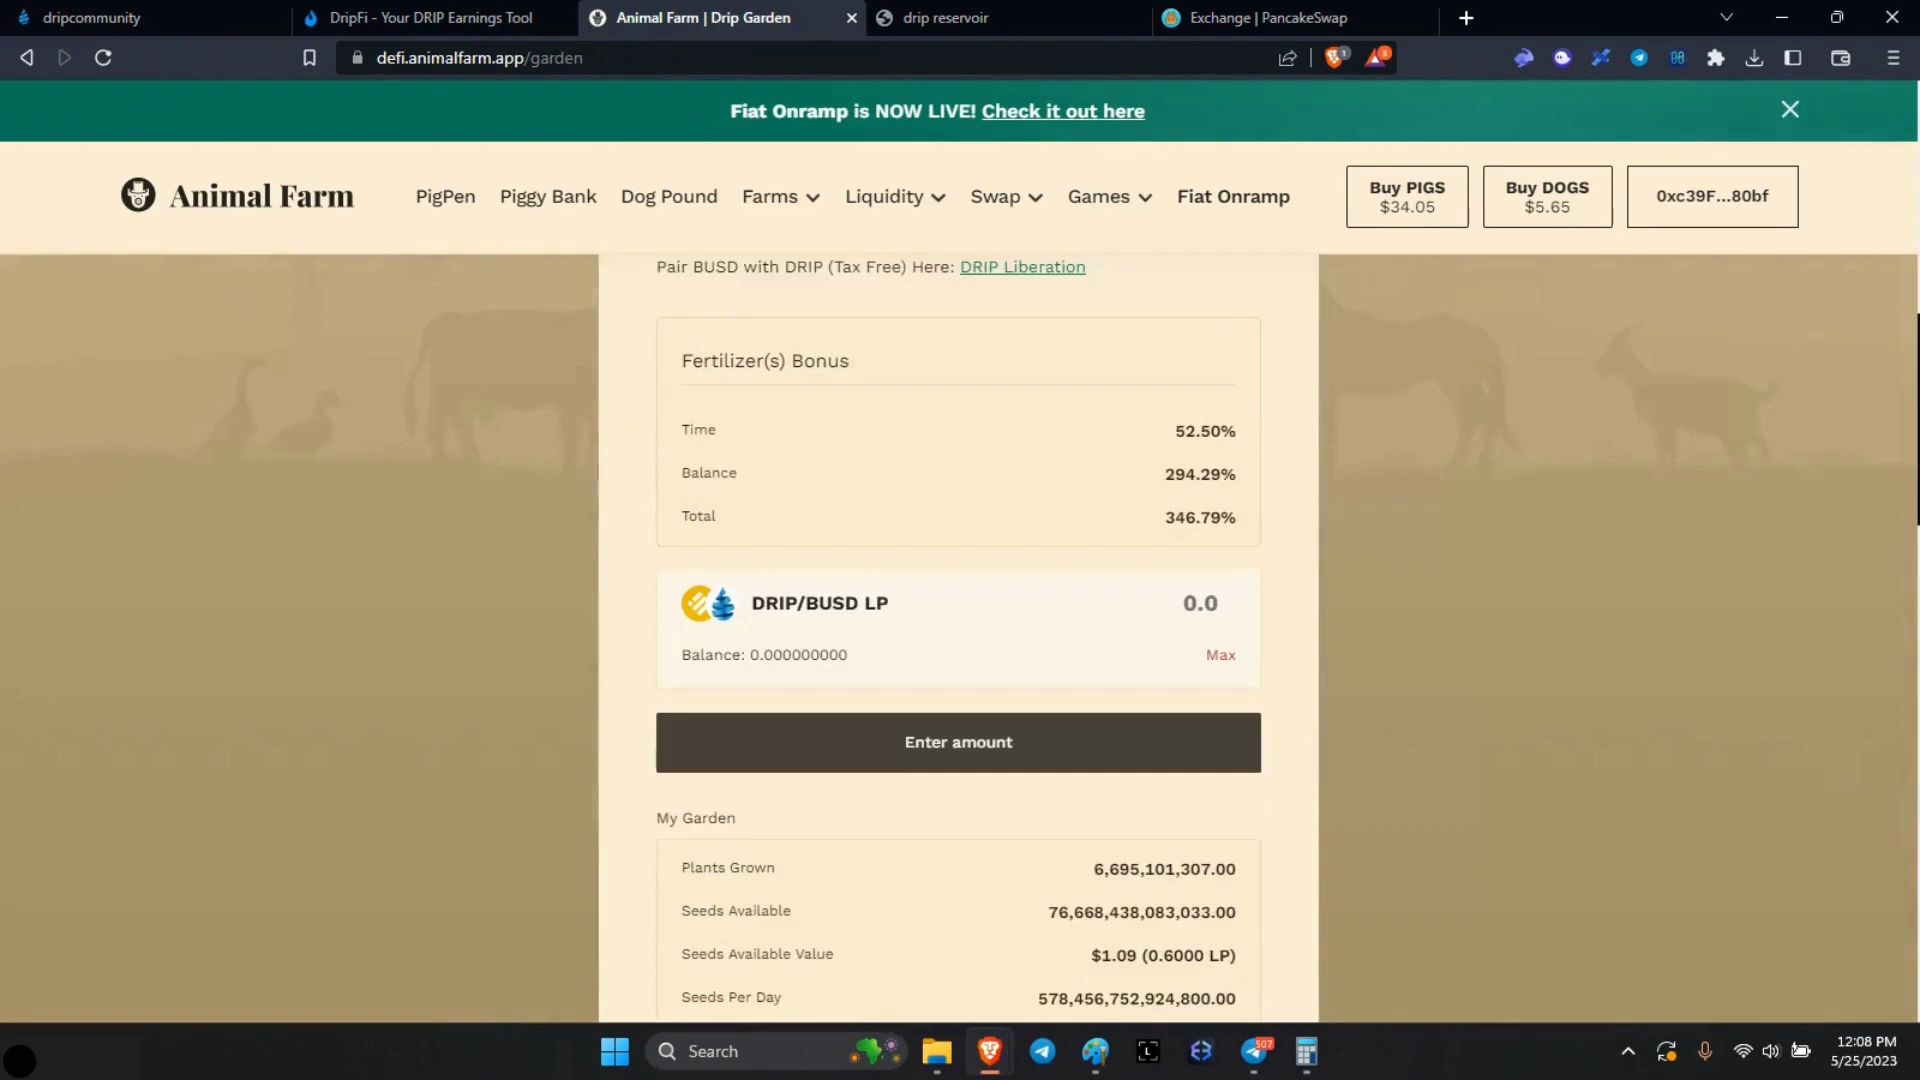 dripcommunity
DripFi - Your DRIP Earnings Tool
Animal Farm | Drip Garden
drip reservoir
Exchange | PancakeSwap
defi.animalfarm.app/garden
1
3
Fiat Onramp is NOW LIVE! Check it out here
Animal Farm
PigPen
Piggy Bank
Dog Pound
Farms
Liquidity
Swap
Games
Fiat Onramp
Buy PIGS
$34.05
Buy DOGS
$5.65
0xc39F...80bf
Pair BUSD with DRIP (Tax Free) Here: DRIP Liberation
Fertilizer(s) Bonus
Time 52.50%
Balance 294.29%
Total 346.79%
DRIP/BUSD LP 0.0
Balance: 0.000000000 Max
Enter amount
My Garden
Plants Grown 6,695,101,307.00
Seeds Available 76,668,438,083,033.00
Seeds Available Value $1.09 (0.6000 LP)
Seeds Per Day 578,456,752,924,800.00
Search
L
507
12:08 PM
5/25/2023